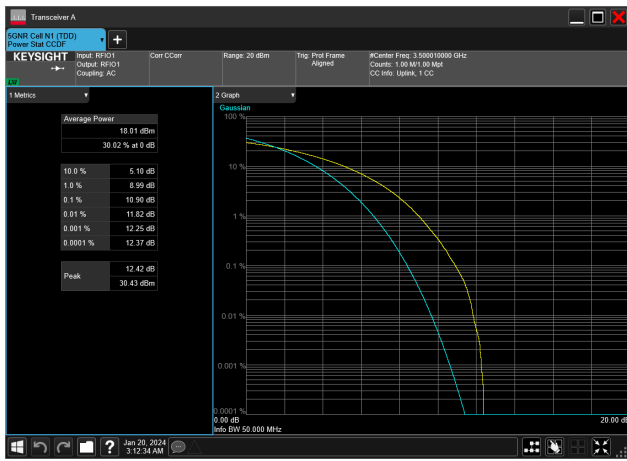 Transceiver A
5GNR Cell N1 (TDD)
Power Stat CCDF
KEYSIGHT
Input: RFIO1
Output: RFIO1
Coupling: AC
Corr CCorr
Range: 20 dBm
Trig: Prot Frame
Aligned
#Center Freq: 3.500010000 GHz
Counts: 1.00 M/1.00 Mpt
CC Info: Uplink, 1 CC
LNI
1 Metrics
Average Power
18.01 dBm
30.02 % at 0 dB
10.0 % 5.10 dB
1.0 % 8.99 dB
0.1 % 10.90 dB
0.01 % 11.82 dB
0.001 % 12.25 dB
0.0001 % 12.37 dB
Peak 12.42 dB
30.43 dBm
2 Graph
Gaussian
100 %
10 %
1 %
0.1 %
0.01 %
0.001 %
0.0001 %
0.00 dB
20.00 dB
Info BW 50.000 MHz
Jan 20, 2024
3:12:34 AM